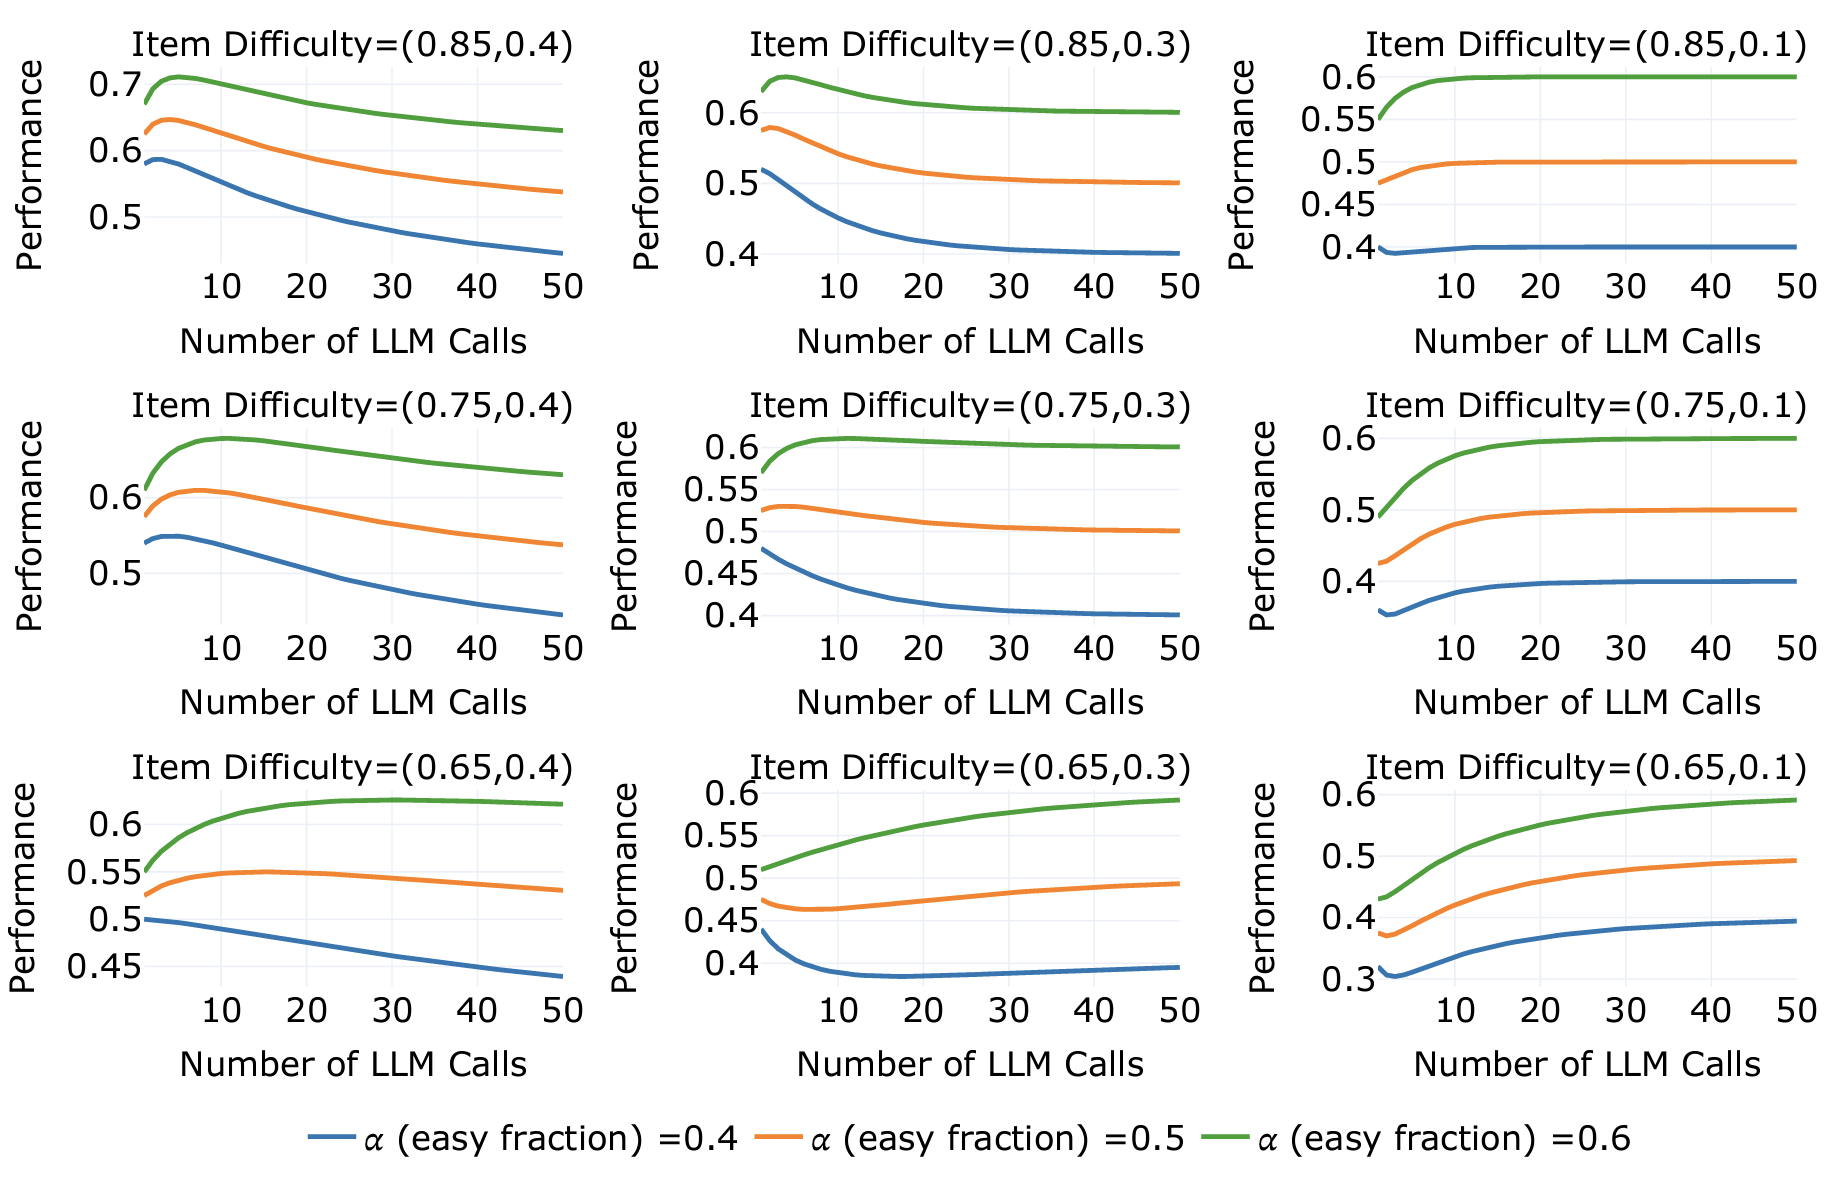 Item Difficulty=(0.85,0.4)
Performance
0.7
0.6
0.5
10 20 30 40 50
Number of LLM Calls
Item Difficulty=(0.85,0.3)
Performance
0.6
0.5
0.4
10 20 30 40 50
Number of LLM Calls
Item Difficulty=(0.85,0.1)
Performance
0.6
0.55
0.5
0.45
0.4
10 20 30 40 50
Number of LLM Calls
Item Difficulty=(0.75,0.4)
Performance
0.6
0.5
10 20 30 40 50
Number of LLM Calls
Item Difficulty=(0.75,0.3)
Performance
0.6
0.55
0.5
0.45
0.4
10 20 30 40 50
Number of LLM Calls
Item Difficulty=(0.75,0.1)
Performance
0.6
0.5
0.4
10 20 30 40 50
Number of LLM Calls
Item Difficulty=(0.65,0.4)
Performance
0.6
0.55
0.5
0.45
10 20 30 40 50
Number of LLM Calls
Item Difficulty=(0.65,0.3)
Performance
0.6
0.55
0.5
0.45
0.4
10 20 30 40 50
Number of LLM Calls
Item Difficulty=(0.65,0.1)
Performance
0.6
0.5
0.4
0.3
10 20 30 40 50
Number of LLM Calls
α (easy fraction) =0.4 α (easy fraction) =0.5 α (easy fraction) =0.6